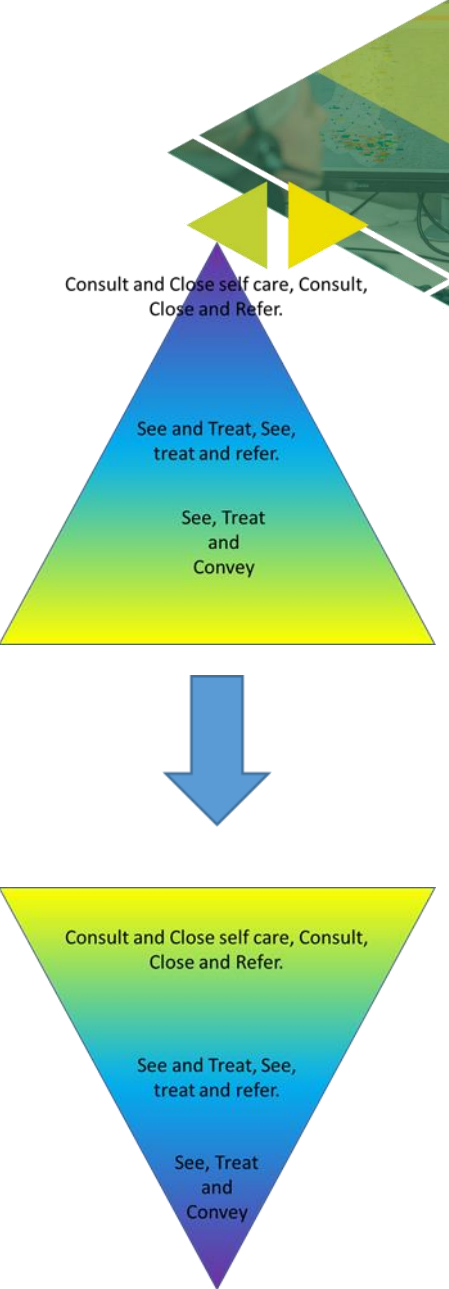 Consult and Close self care, Consult,
Close and Refer.
See and Treat, See,
treat and refer.
See, Treat
and
Convey
Consult and Close self care, Consult,
Close and Refer.
See and Treat, See,
treat and refer.
See, Treat
and
Convey